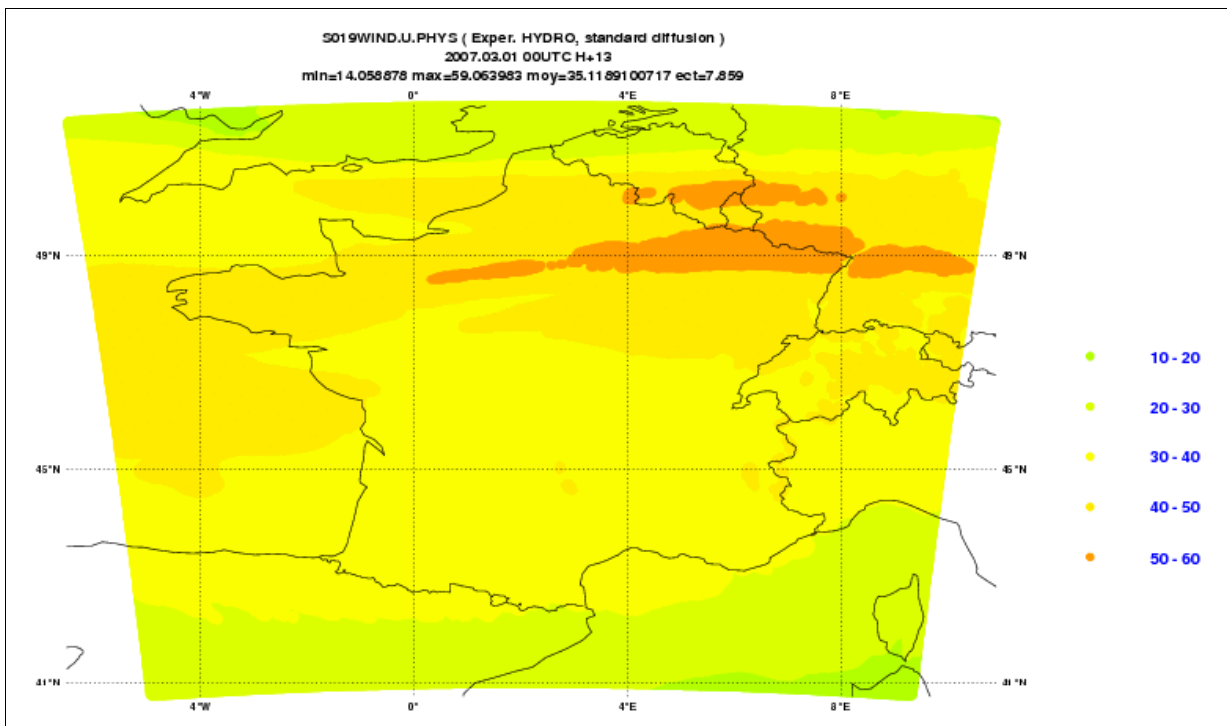 S019WIND.U.PHYS ( Exper. HYDRO, standard diffusion )
2007.03.01 00UTC H+13
min=14.058878 max=59.063983 moy=35.1189100717 ect=7.859
4°W 0° 4°E 8°E
49°N 49°N
45°N 45°N
41°N 41°N
4°W 0° 4°E 8°E
10 - 20
20 - 30
30 - 40
40 - 50
50 - 60